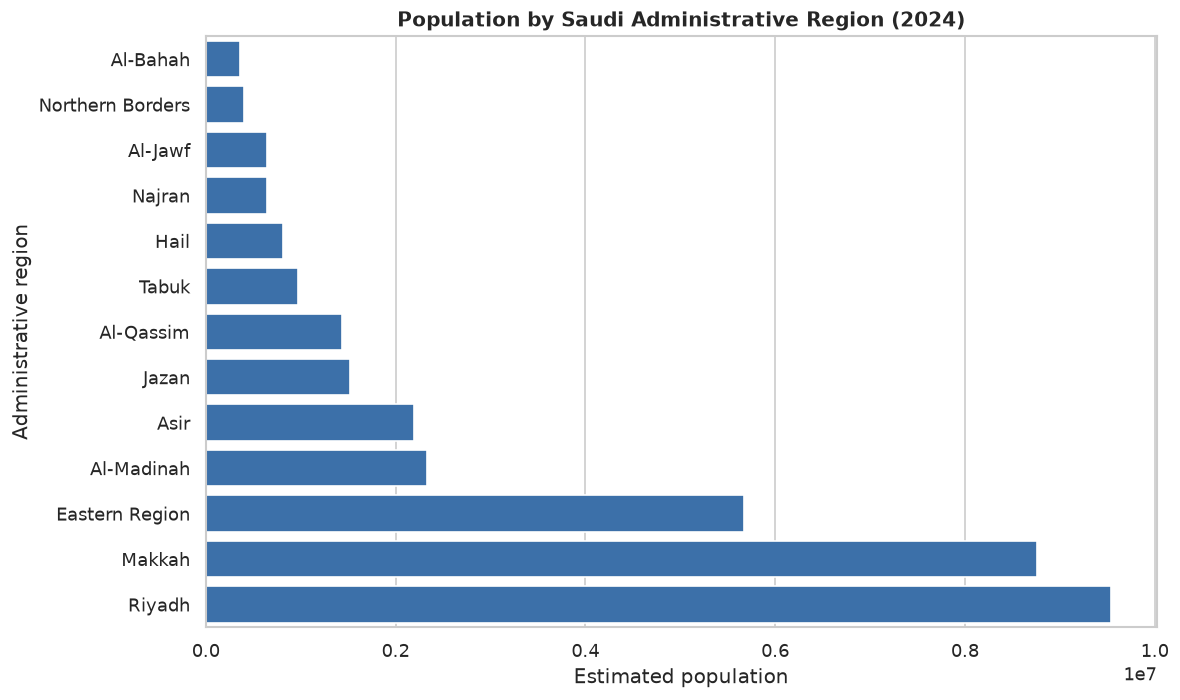 Population by Saudi Administrative Region (2024)
Al-Bahah
Northern Borders
Al-Jawf
Najran
Hail
Tabuk
Al-Qassim
Jazan
Asir
Al-Madinah
Eastern Region
Makkah
Riyadh
Administrative region
0.0 0.2 0.4 0.6 0.8 1.0
1e7
Estimated population